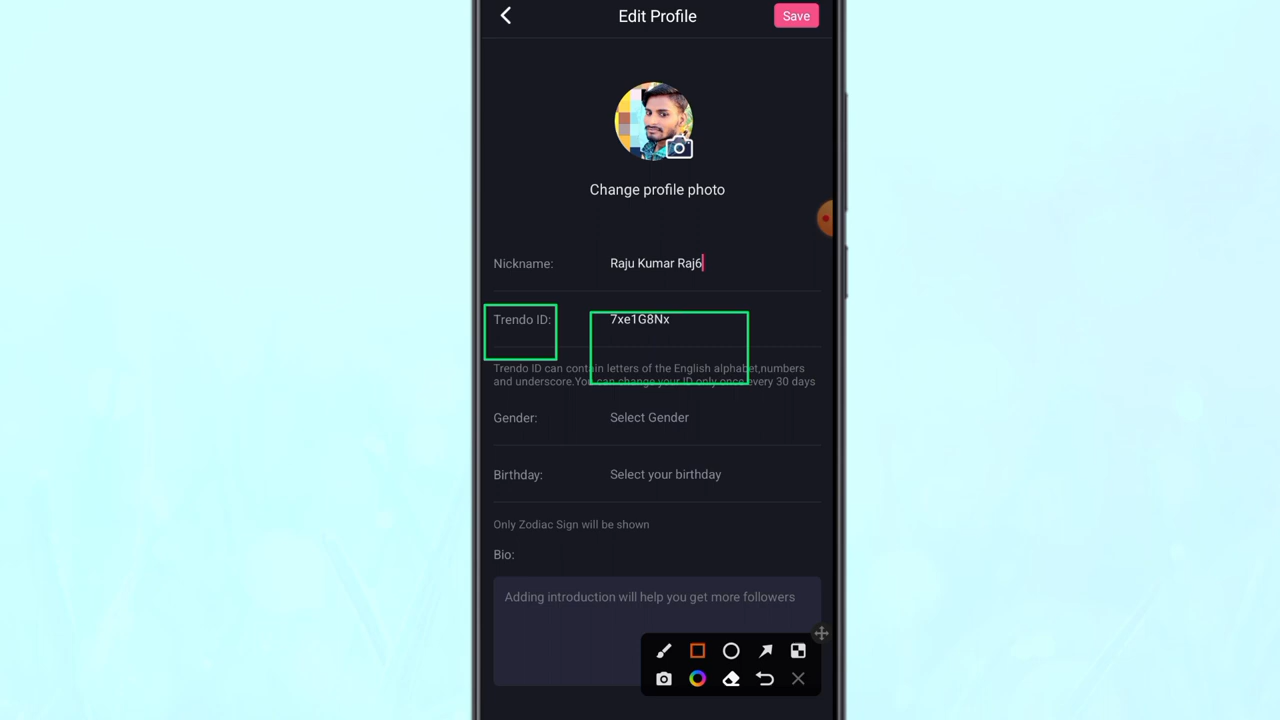 Edit Profile
Save
Change profile photo
Nickname: Raju Kumar Raj6
Trendo ID: 7xe1G8Nx
Trendo ID can contain letters of the English alphabet,numbers
and underscore.You can change your ID only once every 30 days
Gender: Select Gender
Birthday: Select your birthday
Only Zodiac Sign will be shown
Bio:
Adding introduction will help you get more followers